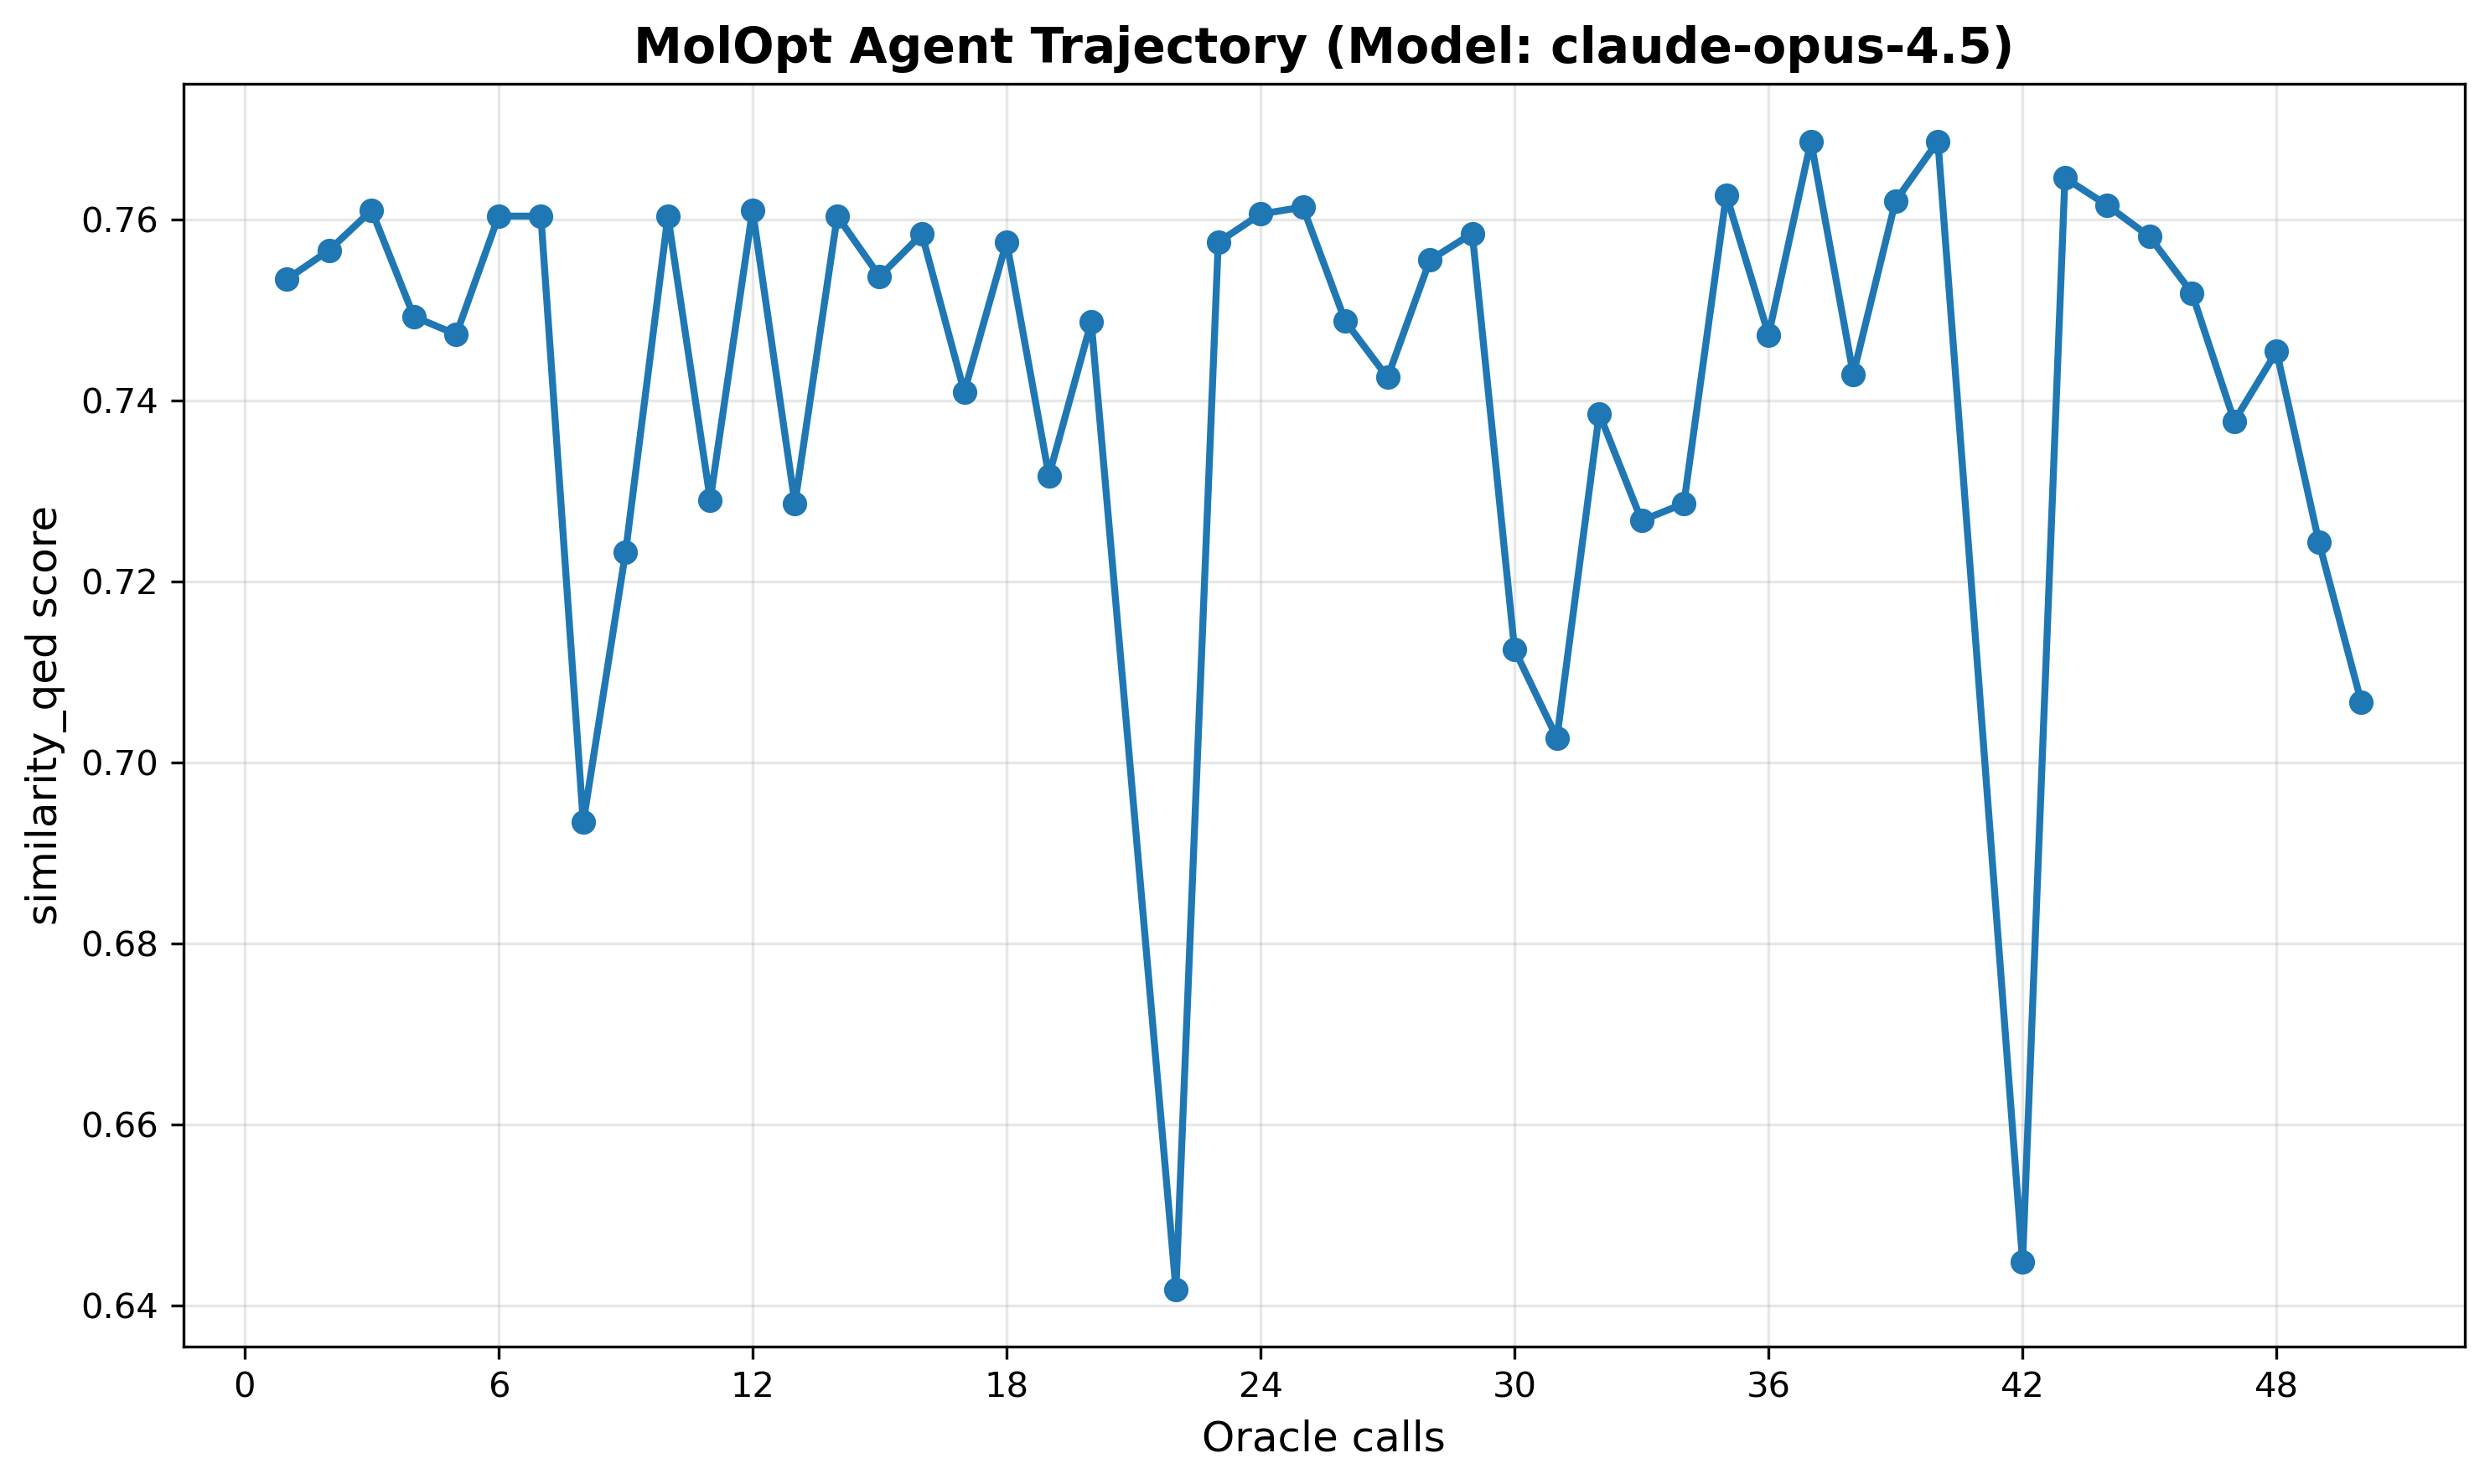 MolOpt Agent Trajectory (Model: claude-opus-4.5)
similarity_qed score
0.76
0.74
0.72
0.70
0.68
0.66
0.64
0 6 12 18 24 30 36 42 48
Oracle calls